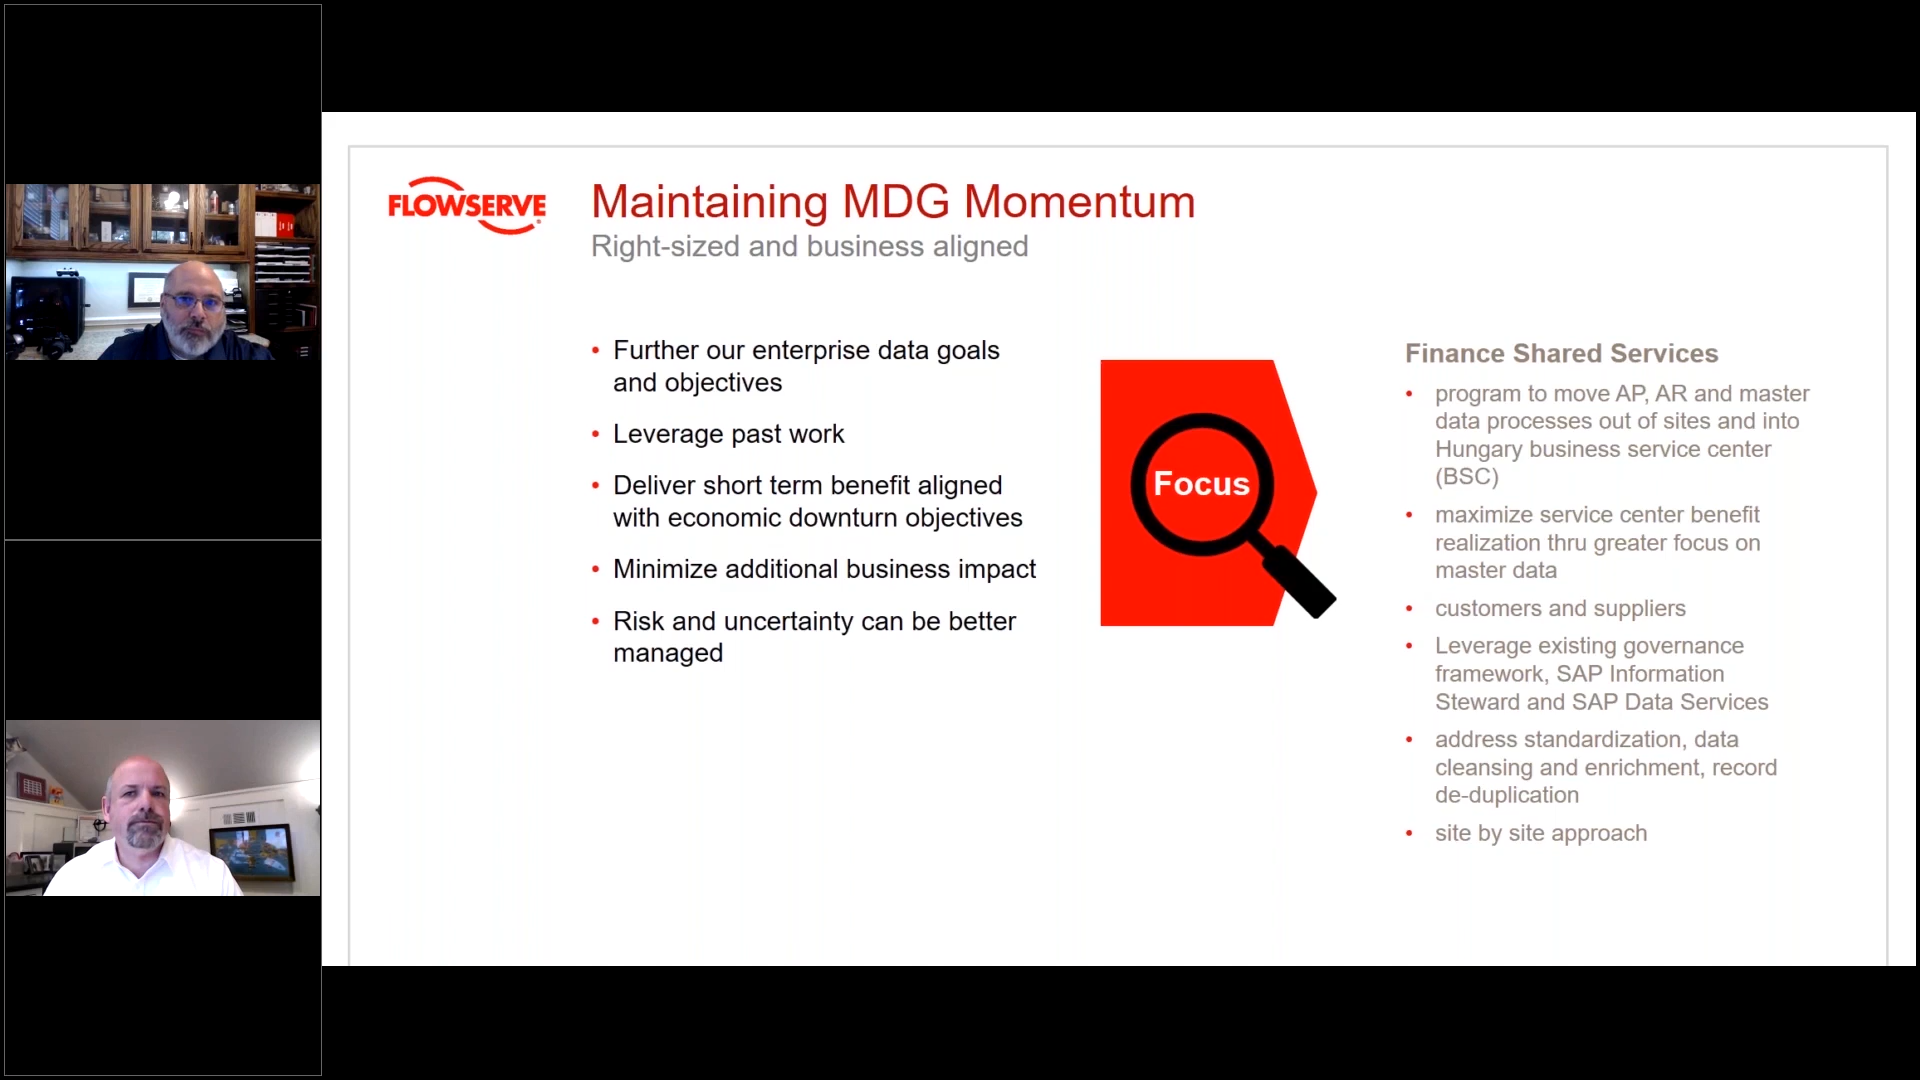 FLOWSERVE
Maintaining MDG Momentum
Right-sized and business aligned
• Further our enterprise data goals
and objectives
• Leverage past work
• Deliver short term benefit aligned
with economic downturn objectives
• Minimize additional business impact
• Risk and uncertainty can be better
managed
Focus
Finance Shared Services
• program to move AP, AR and master
data processes out of sites and into
Hungary business service center
(BSC)
• maximize service center benefit
realization thru greater focus on
master data
• customers and suppliers
• Leverage existing governance
framework, SAP Information
Steward and SAP Data Services
• address standardization, data
cleansing and enrichment, record
de-duplication
• site by site approach